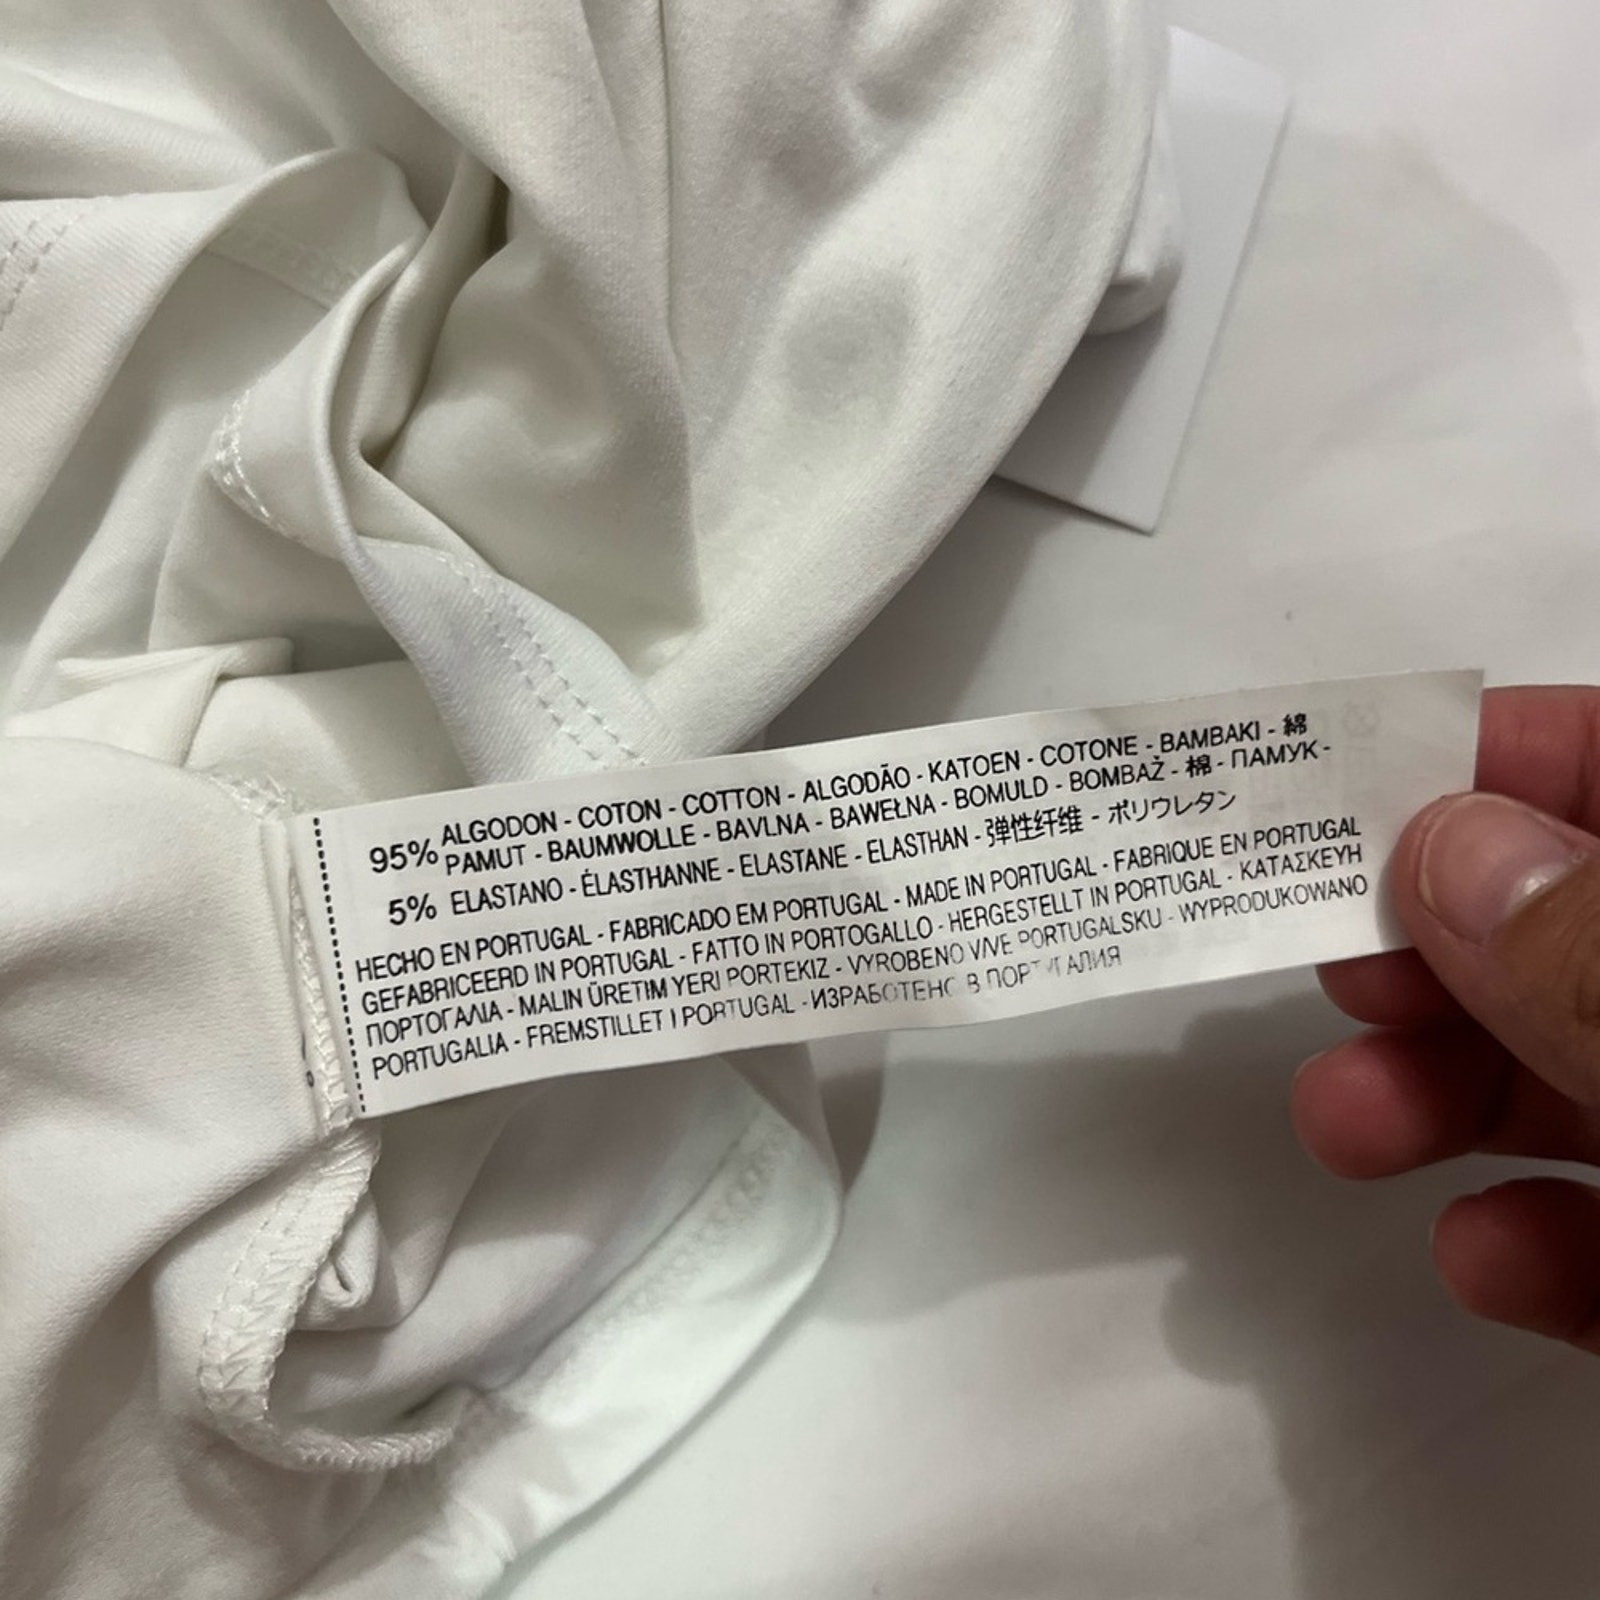 95% ALGODON - COTON - COTTON - ALGODÃO - KATOEN - COTONE - BAMBAKI - 綿
PAMUT - BAUMWOLLE - BAVLNA - BAWEŁNA - BOMULD - BOMBAŻ - 棉 - ПАМУК -
5% ELASTANO - ÉLASTHANNE - ELASTANE - ELASTHAN - 弹性纤维 - ポリウレタン
HECHO EN PORTUGAL - FABRICADO EM PORTUGAL - MADE IN PORTUGAL - FABRIQUE EN PORTUGAL
GEFABRICEERD IN PORTUGAL - FATTO IN PORTOGALLO - HERGESTELLT IN PORTUGAL - ΚΑΤΑΣΚΕΥΗ
ΠΟΡΤΟΓΑΛΙΑ - MALIN ÜRETIM YERI PORTEKIZ - VYROBENO V/VE PORTUGALSKU - WYPRODUKOWANO
PORTUGALIA - FREMSTILLET I PORTUGAL - ИЗРАБОТЕНО В ПОРТУГАЛИЯ